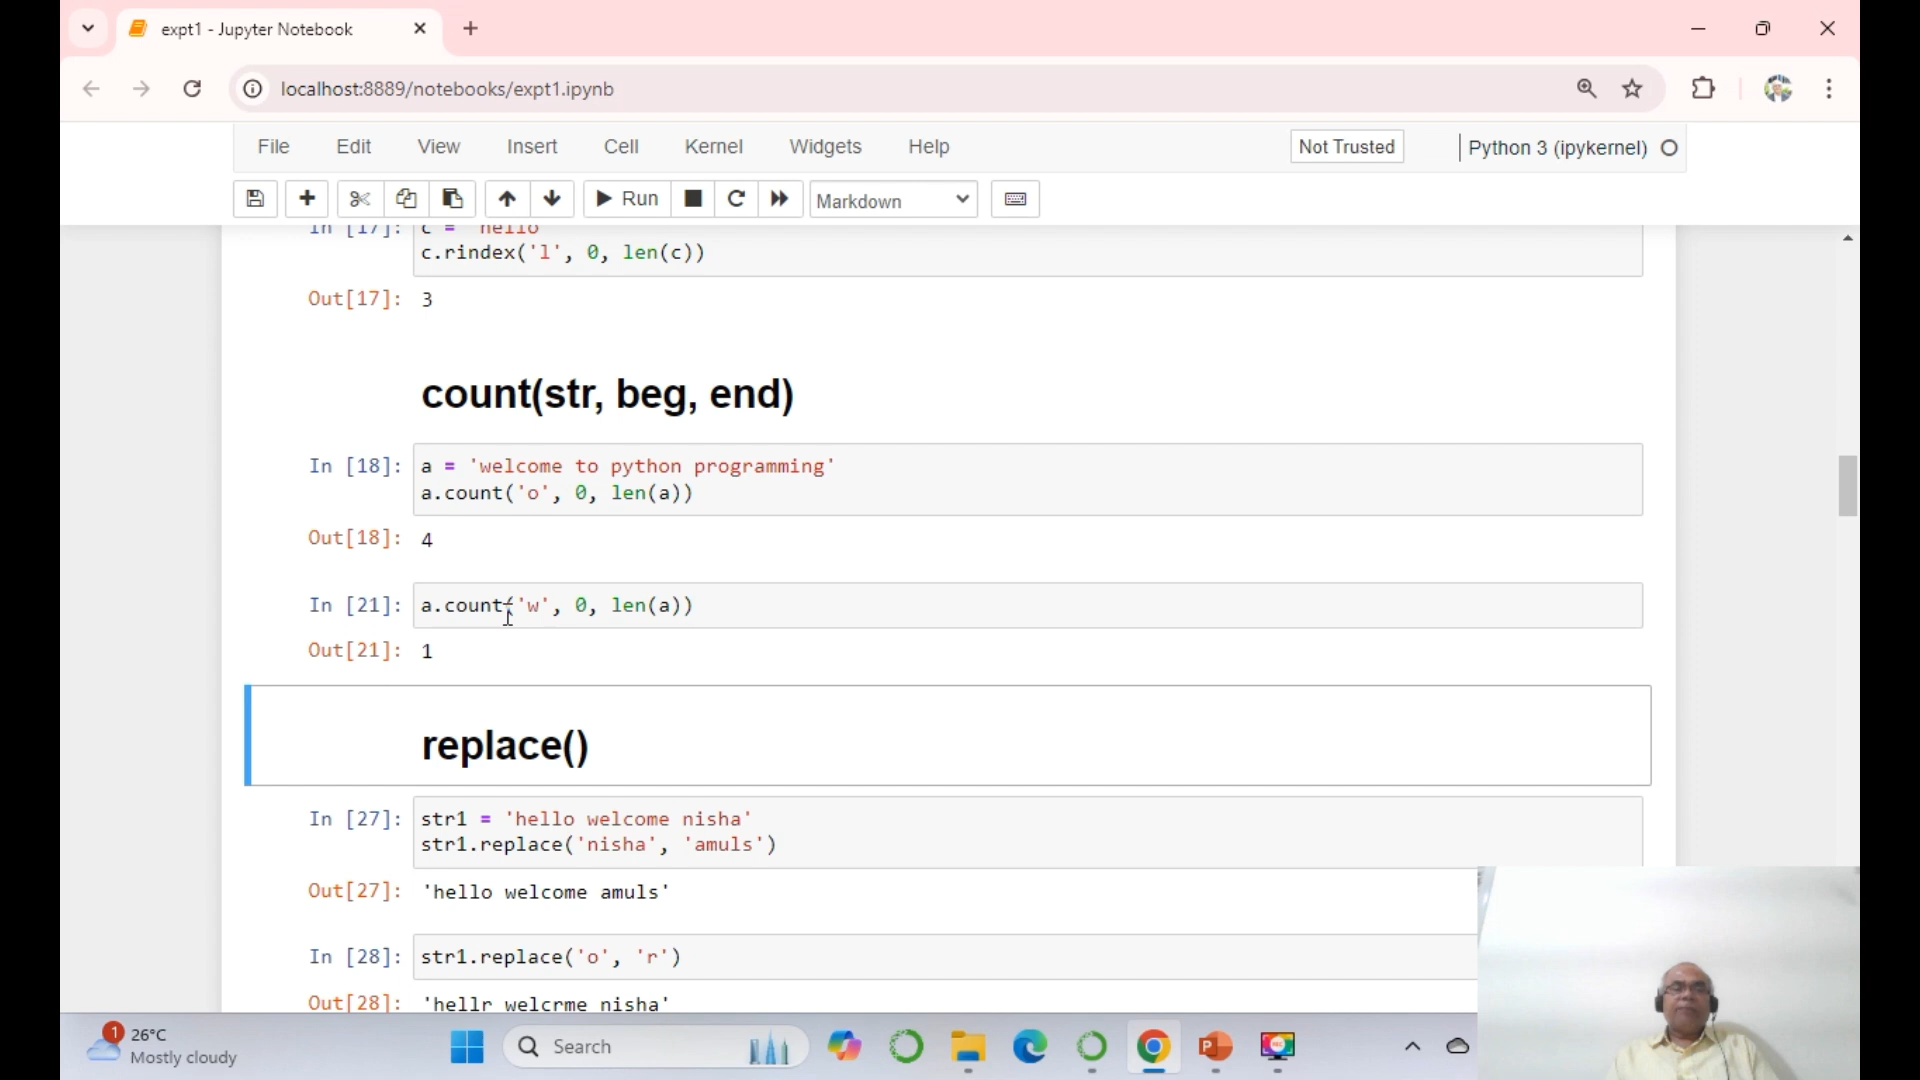 expt1 - Jupyter Notebook
localhost:8889/notebooks/expt1.ipynb
File Edit View Insert Cell Kernel Widgets Help Not Trusted Python 3 (ipykernel)
Run Markdown
In [17]: c = 'hello'
c.rindex('l', 0, len(c))
Out[17]: 3
count(str, beg, end)
In [18]: a = 'welcome to python programming'
a.count('o', 0, len(a))
Out[18]: 4
In [21]: a.count('w', 0, len(a))
Out[21]: 1
replace()
In [27]: str1 = 'hello welcome nisha'
str1.replace('nisha', 'amuls')
Out[27]: 'hello welcome amuls'
In [28]: str1.replace('o', 'r')
Out[28]: 'hellr welcrme nisha'
1 26°C
Mostly cloudy
Search